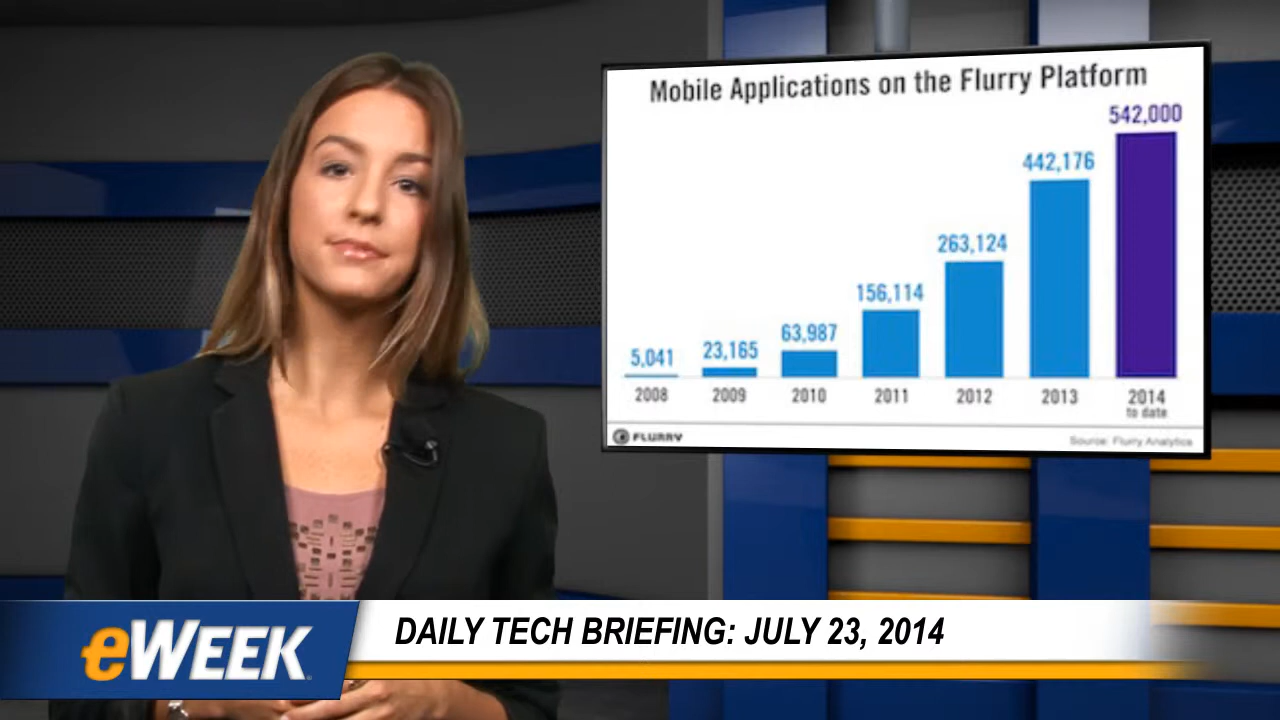 Mobile Applications on the Flurry Platform
542,000
442,176
263,124
156,114
63,987
23,165
5,041
2008 2009 2010 2011 2012 2013 2014
to date
FLURRY
Source: Flurry Analytics
eWEEK
DAILY TECH BRIEFING: JULY 23, 2014